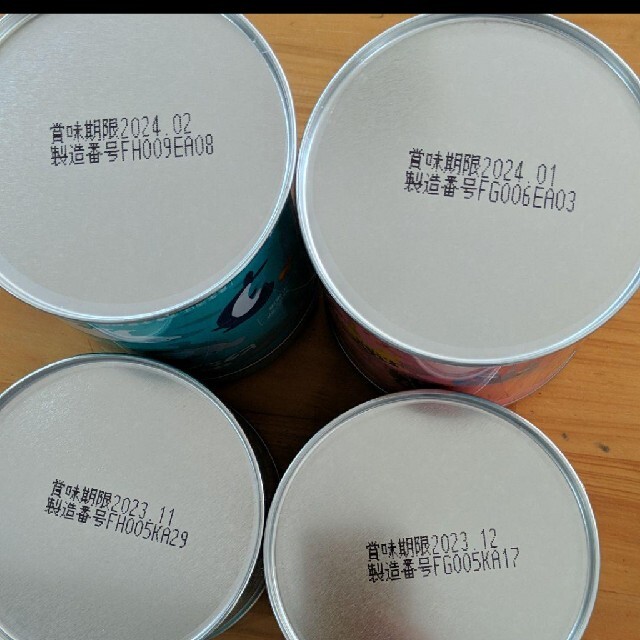 賞味期限2024.02
製造番号FH009EA08
賞味期限2024.01
製造番号FG006EA03
賞味期限2023.11
製造番号FH005KA29
賞味期限2023.12
製造番号FG005KA17